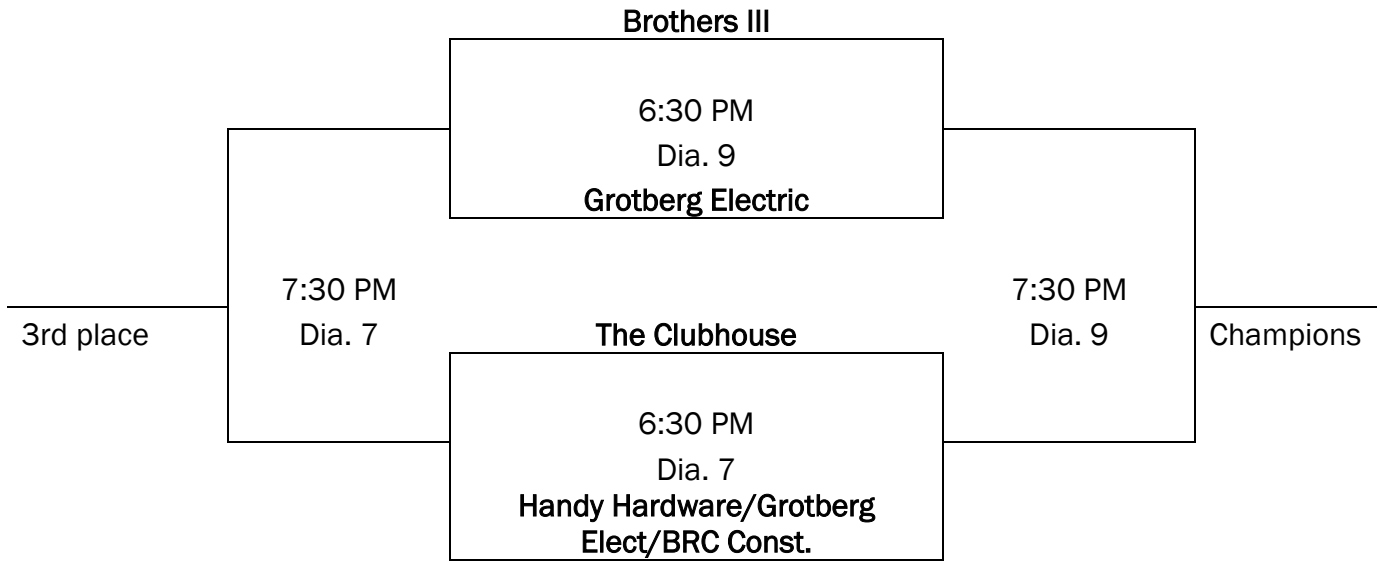 Brothers III
6:30 PM
Dia. 9
Grotberg Electric
7:30 PM
Dia. 7
3rd place
The Clubhouse
7:30 PM
Dia. 9
Champions
6:30 PM
Dia. 7
Handy Hardware/Grotberg
Elect/BRC Const.